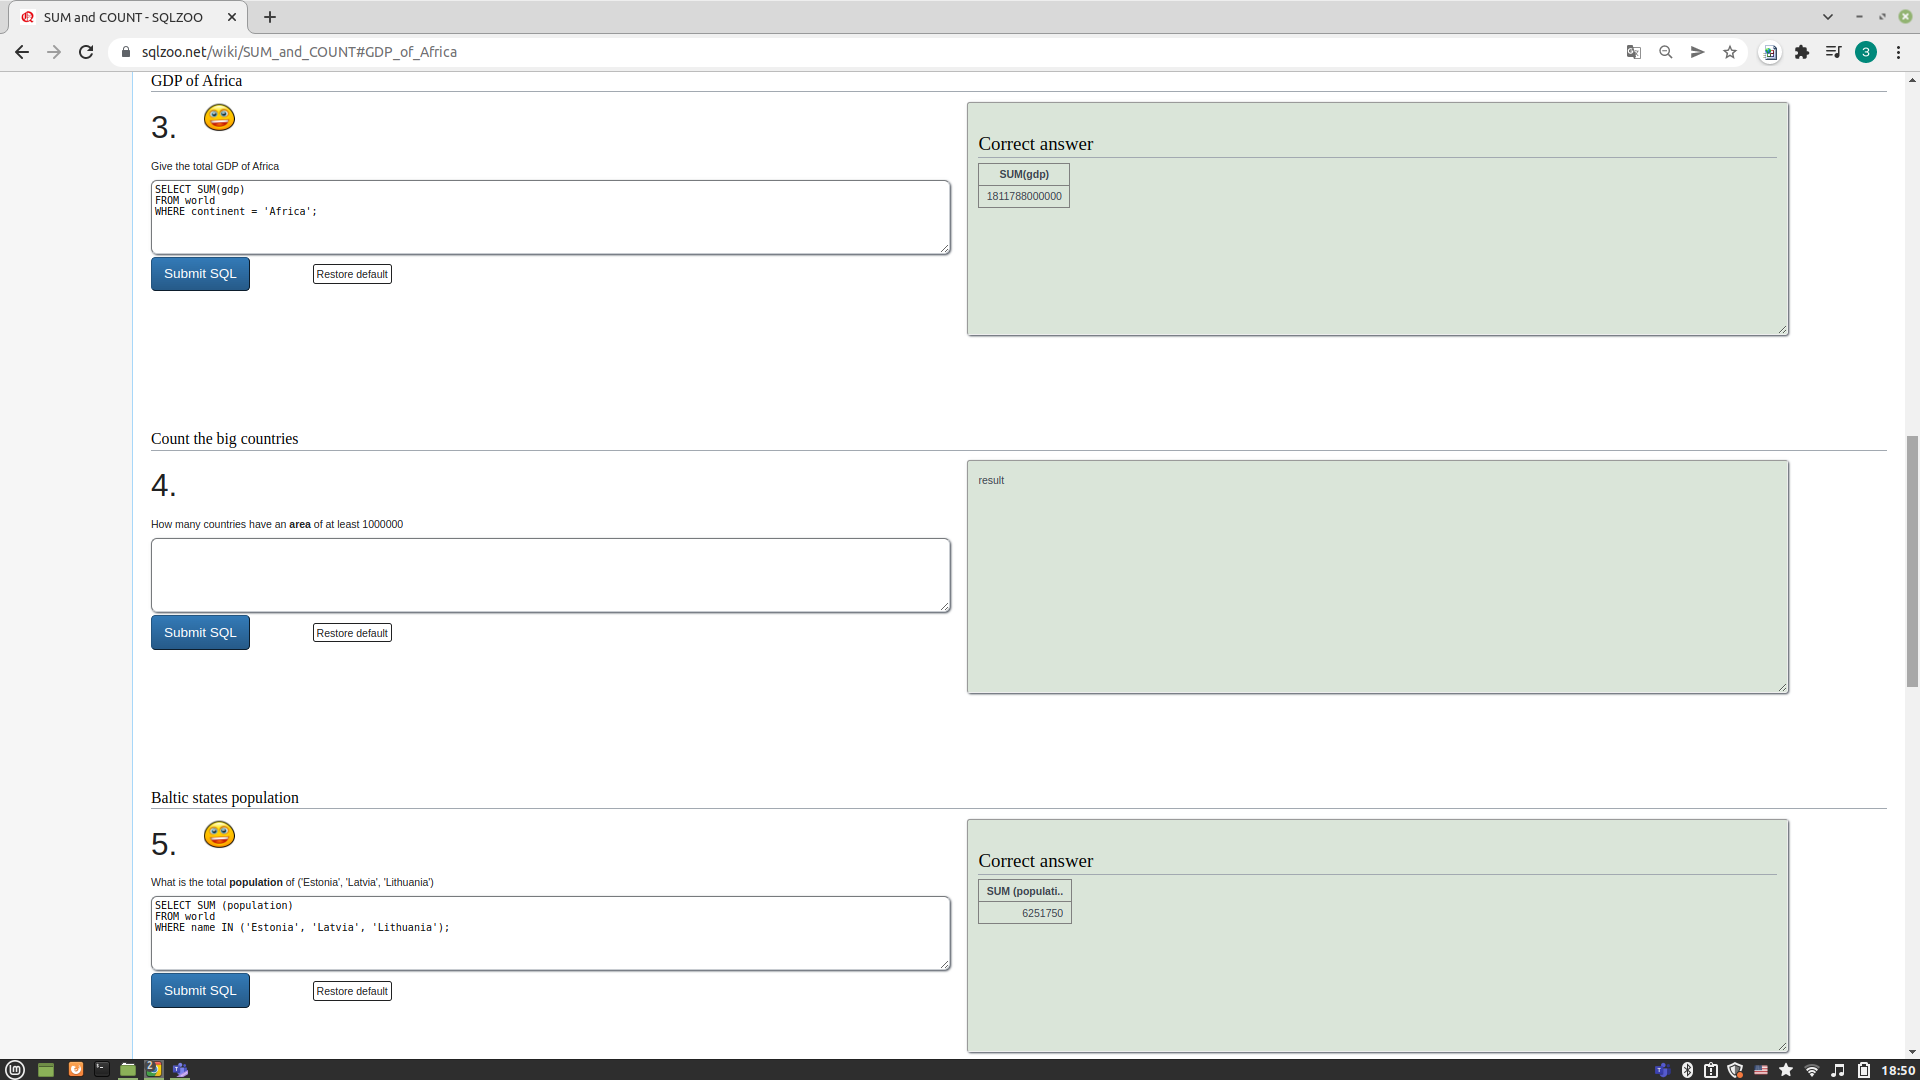 SUM and COUNT - SQLZOO
sqlzoo.net/wiki/SUM_and_COUNT#GDP_of_Africa
3
GDP of Africa
3.
Give the total GDP of Africa
SELECT SUM(gdp)
FROM world
WHERE continent = 'Africa';
Submit SQL
Restore default
Correct answer
SUM(gdp)
1811788000000
Count the big countries
4.
How many countries have an area of at least 1000000
Submit SQL
Restore default
result
Baltic states population
5.
What is the total population of ('Estonia', 'Latvia', 'Lithuania')
SELECT SUM (population)
FROM world
WHERE name IN ('Estonia', 'Latvia', 'Lithuania');
Submit SQL
Restore default
Correct answer
SUM (populati..
6251750
2
18:50